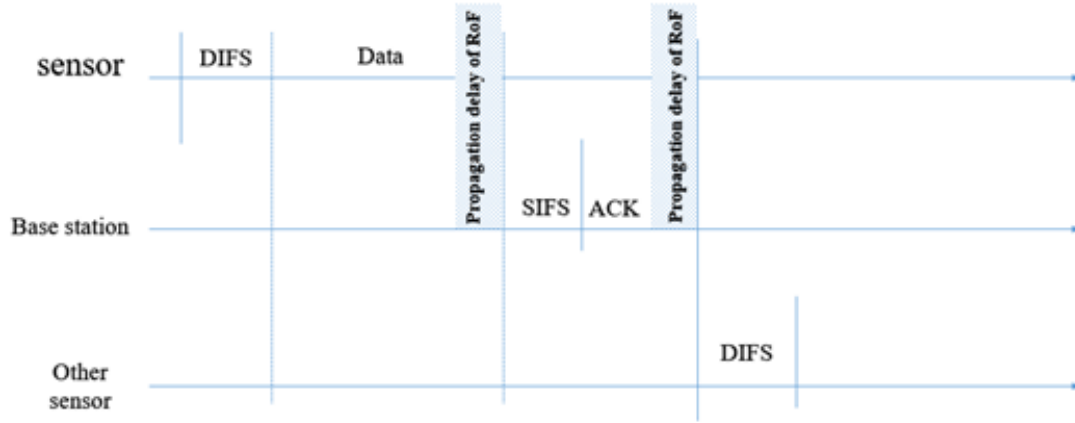 sensor
DIFS
Data
Propagation delay of RoF
Propagation delay of RoF
Base station
SIFS
ACK
Other
sensor
DIFS